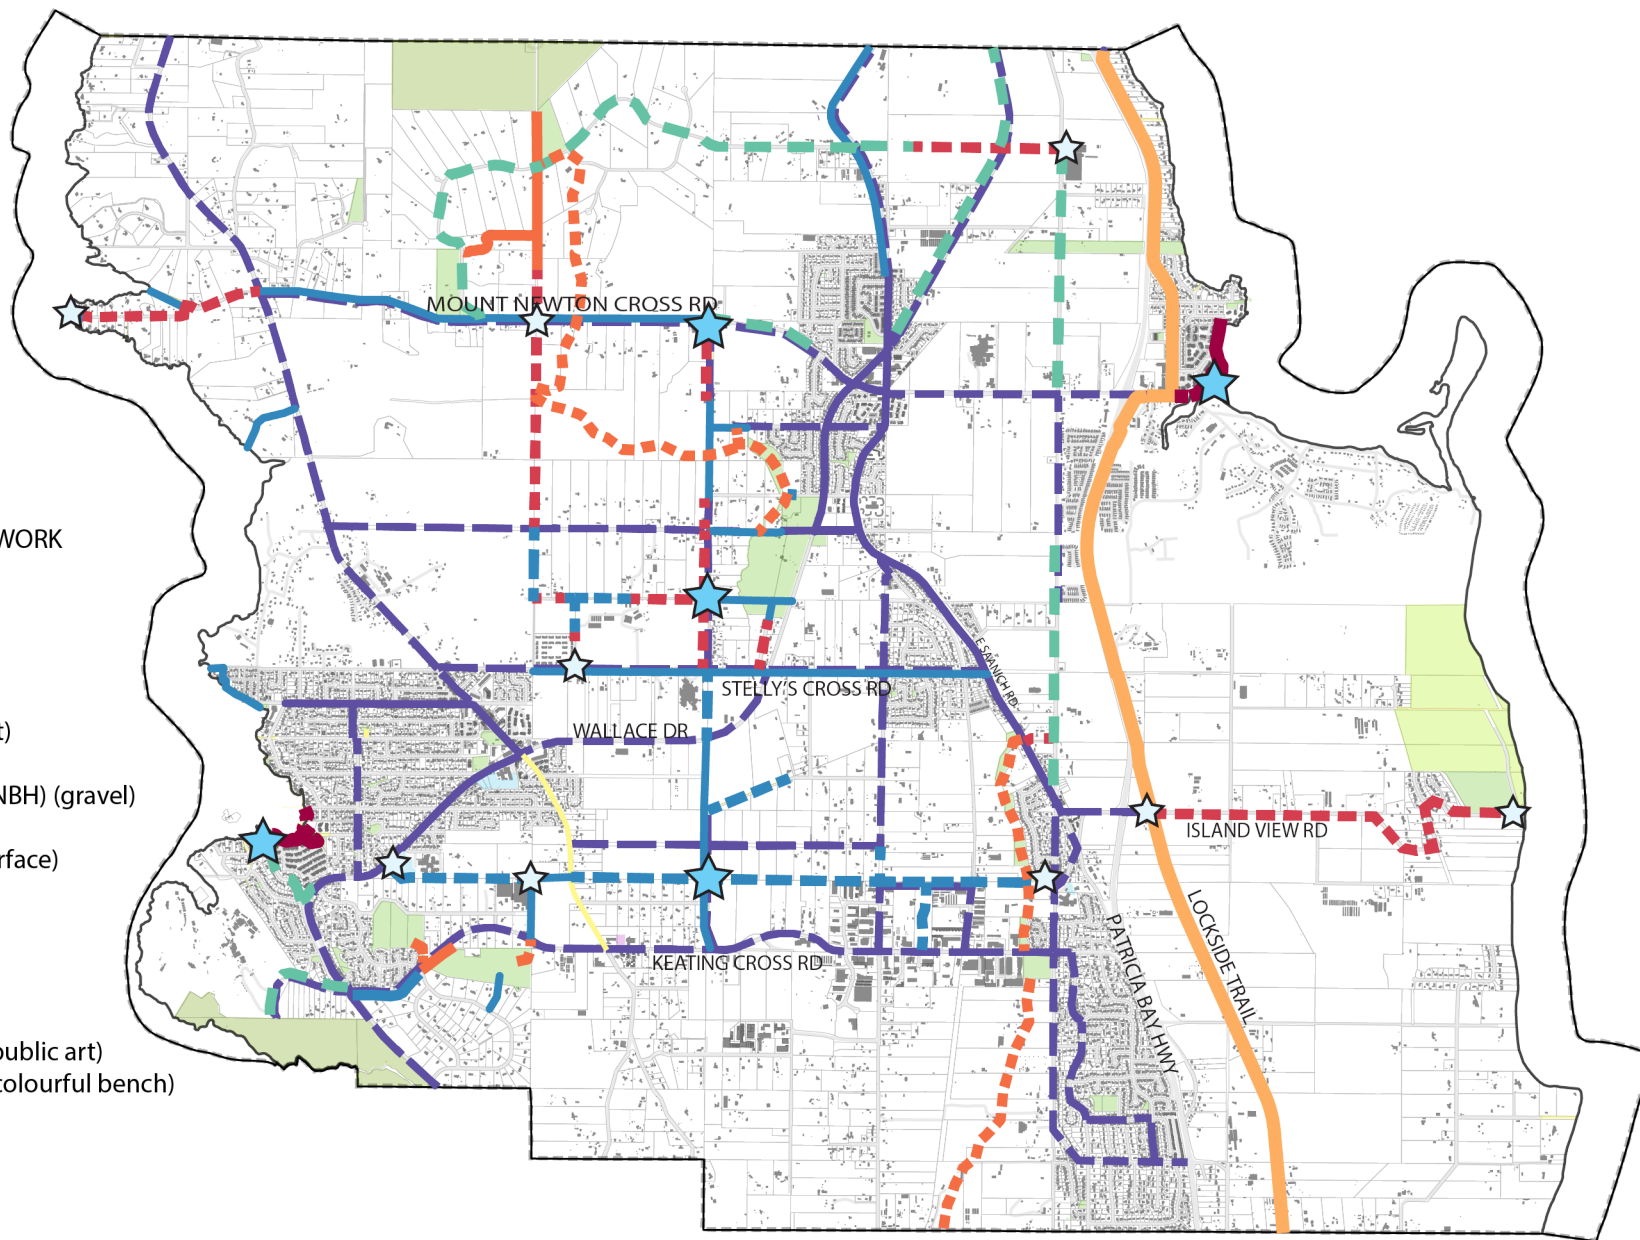 MOUNT NEWTON CROSS RD
WORK
E SAANICH RD
STELLY'S CROSS RD
t)
WALLACE DR
NBH) (gravel)
ISLAND VIEW RD
rface)
LOCKSIDE TRAIL
PATRICIA BAY HWY
KEATING CROSS RD
public art)
colourful bench)